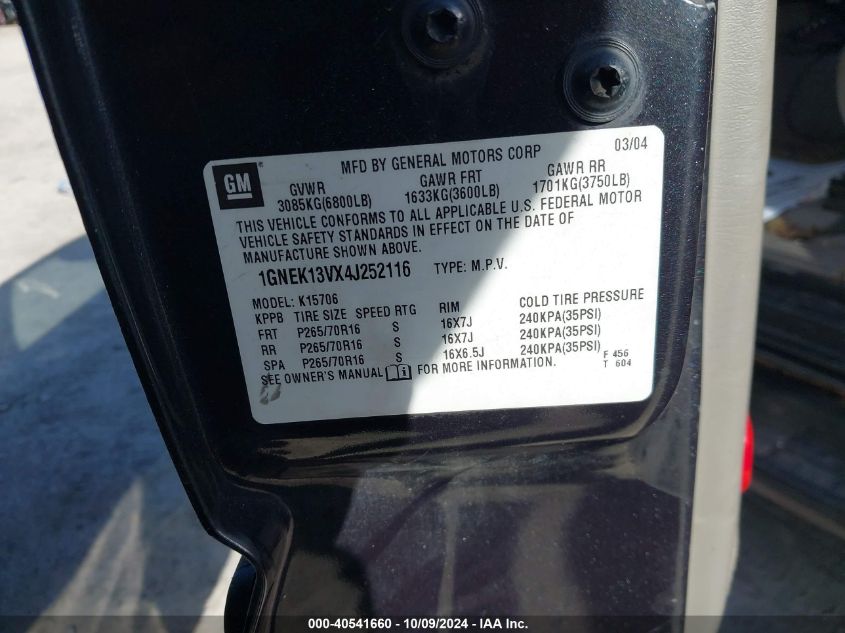 03/04
MFD BY GENERAL MOTORS CORP
GM
GVWR GAWR FRT GAWR RR
3085KG(6800LB) 1633KG(3600LB) 1701KG(3750LB)
THIS VEHICLE CONFORMS TO ALL APPLICABLE U.S. FEDERAL MOTOR
VEHICLE SAFETY STANDARDS IN EFFECT ON THE DATE OF
MANUFACTURE SHOWN ABOVE.
1GNEK13VX4J252116 TYPE: M.P.V.
MODEL: K15706
KPPB TIRE SIZE SPEED RTG RIM COLD TIRE PRESSURE
FRT P265/70R16 S 16X7J 240KPA(35PSI)
RR P265/70R16 S 16X7J 240KPA(35PSI)
SPA P265/70R16 S 16X6.5J 240KPA(35PSI)
SEE OWNER'S MANUAL i FOR MORE INFORMATION.
F 456
T 604
000-40541660 - 10/09/2024 - IAA Inc.